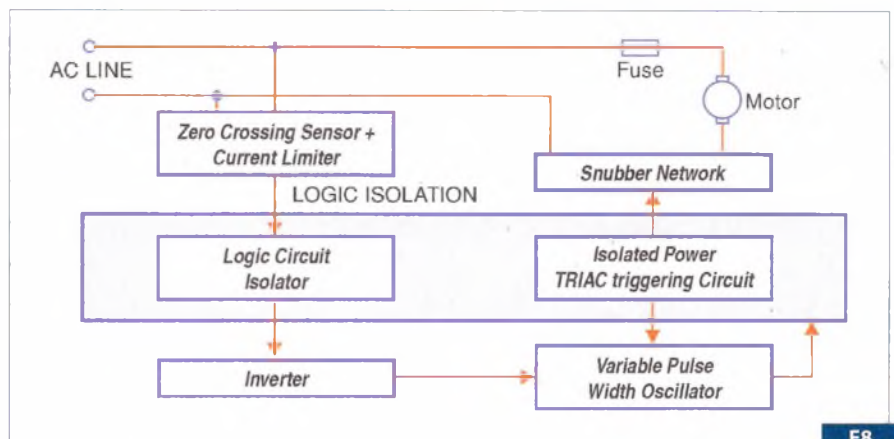 AC LINE
Fuse
Motor
Zero Crossing Sensor +
Current Limiter
Snubber Network
LOGIC ISOLATION
Logic Circuit
Isolator
Isolated Power
TRIAC triggering Circuit
Inverter
Variable Pulse
Width Oscillator
F8